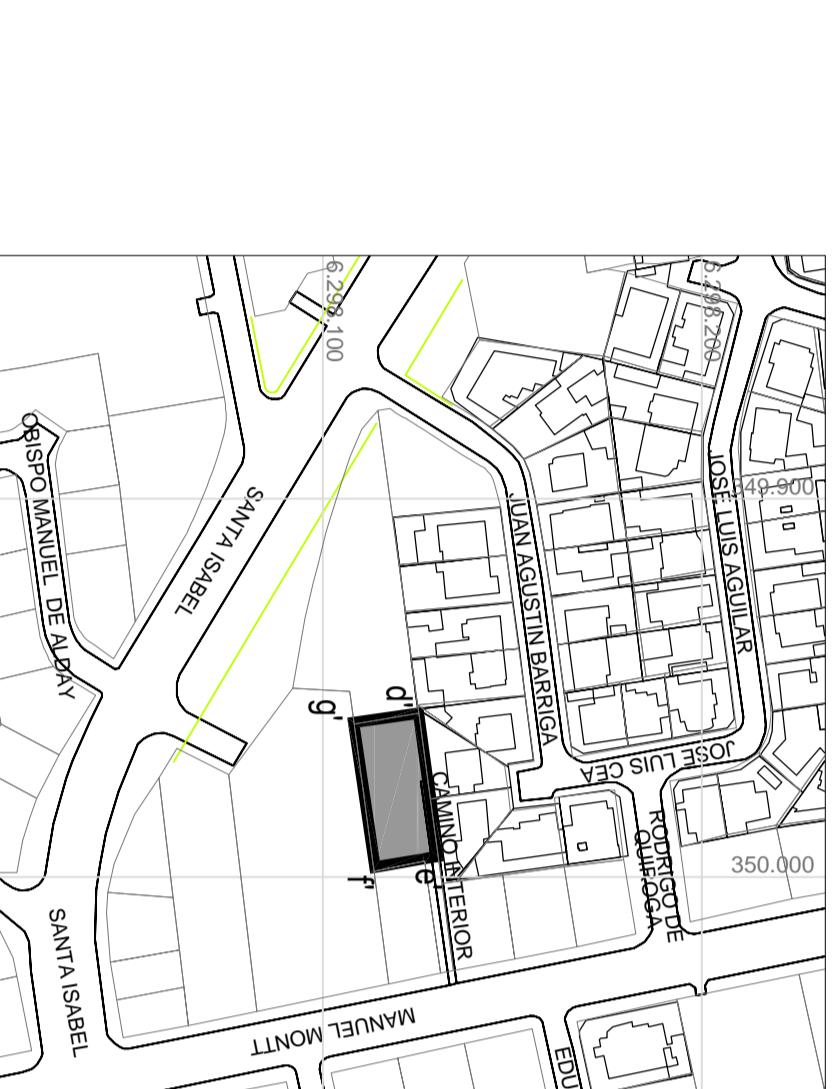 6.298.100
6.298.200
OBISPO MANUEL DE ALDAY
SANTA ISABEL
JUAN AGUSTIN BARRIGA
JOSE LUIS AGUILAR
349.900
d'
g'
JOSE LUIS CEA
CAMINO INTERIOR
RODRIGO DE
QUIROGA
350.000
e'
f'
SANTA ISABEL
MANUEL MONTT
EDU